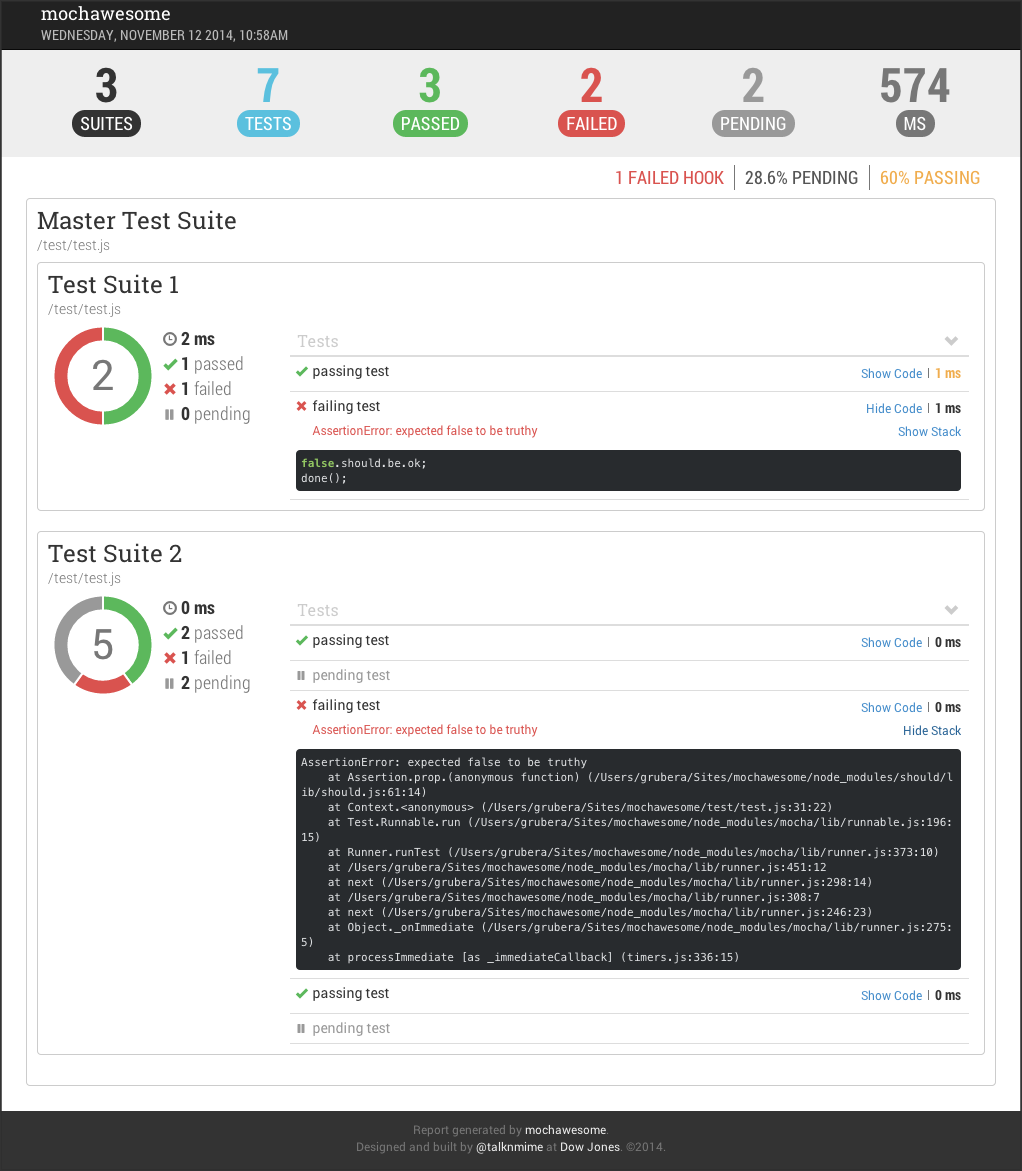 mochawesome
WEDNESDAY, NOVEMBER 12 2014, 10:58AM
3 7 3 2 2 574
SUITES TESTS PASSED FAILED PENDING MS
1 FAILED HOOK 28.6% PENDING 60% PASSING
Master Test Suite
/test/test.js
Test Suite 1
/test/test.js
2
2 ms
1 passed
1 failed
0 pending
Tests
passing test Show Code | 1 ms
failing test Hide Code | 1 ms
AssertionError: expected false to be truthy Show Stack
false.should.be.ok;
done();
Test Suite 2
/test/test.js
5
0 ms
2 passed
1 failed
2 pending
Tests
passing test Show Code | 0 ms
pending test
failing test Show Code | 0 ms
AssertionError: expected false to be truthy Hide Stack
AssertionError: expected false to be truthy
at Assertion.prop.(anonymous function) (/Users/grubera/Sites/mochawesome/node_modules/should/l
ib/should.js:61:14)
at Context.<anonymous> (/Users/grubera/Sites/mochawesome/test/test.js:31:22)
at Test.Runnable.run (/Users/grubera/Sites/mochawesome/node_modules/mocha/lib/runnable.js:196:
15)
at Runner.runTest (/Users/grubera/Sites/mochawesome/node_modules/mocha/lib/runner.js:373:10)
at /Users/grubera/Sites/mochawesome/node_modules/mocha/lib/runner.js:451:12
at next (/Users/grubera/Sites/mochawesome/node_modules/mocha/lib/runner.js:298:14)
at /Users/grubera/Sites/mochawesome/node_modules/mocha/lib/runner.js:308:7
at next (/Users/grubera/Sites/mochawesome/node_modules/mocha/lib/runner.js:246:23)
at Object._onImmediate (/Users/grubera/Sites/mochawesome/node_modules/mocha/lib/runner.js:275:
5)
at processImmediate [as _immediateCallback] (timers.js:336:15)
passing test Show Code | 0 ms
pending test
Report generated by mochawesome.
Designed and built by @talknmime at Dow Jones. ©2014.